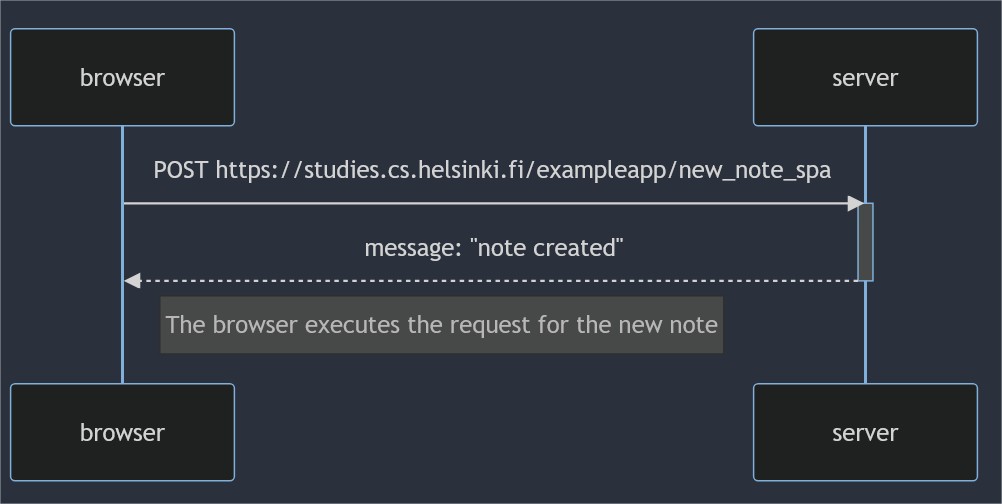 browser
server
POST https://studies.cs.helsinki.fi/exampleapp/new_note_spa
message: "note created"
The browser executes the request for the new note
browser
server